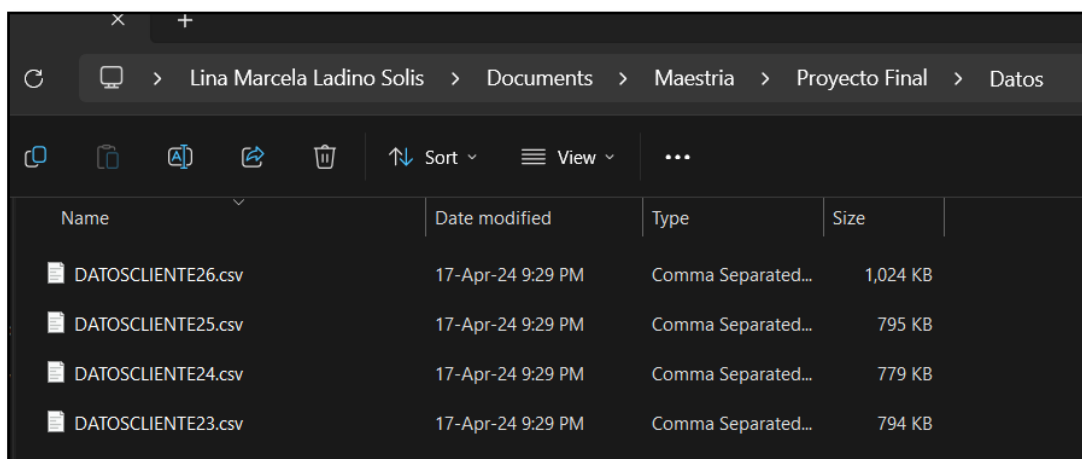 Lina Marcela Ladino Solis > Documents > Maestria > Proyecto Final > Datos
Sort View •••
Name Date modified Type Size
DATOSCLIENTE26.csv 17-Apr-24 9:29 PM Comma Separated... 1,024 KB
DATOSCLIENTE25.csv 17-Apr-24 9:29 PM Comma Separated... 795 KB
DATOSCLIENTE24.csv 17-Apr-24 9:29 PM Comma Separated... 779 KB
DATOSCLIENTE23.csv 17-Apr-24 9:29 PM Comma Separated... 794 KB